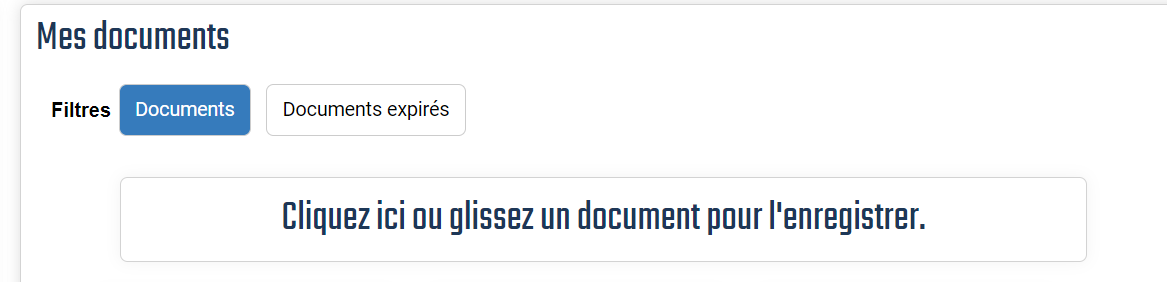 Mes documents
Filtres Documents Documents expirés
Cliquez ici ou glissez un document pour l'enregistrer.